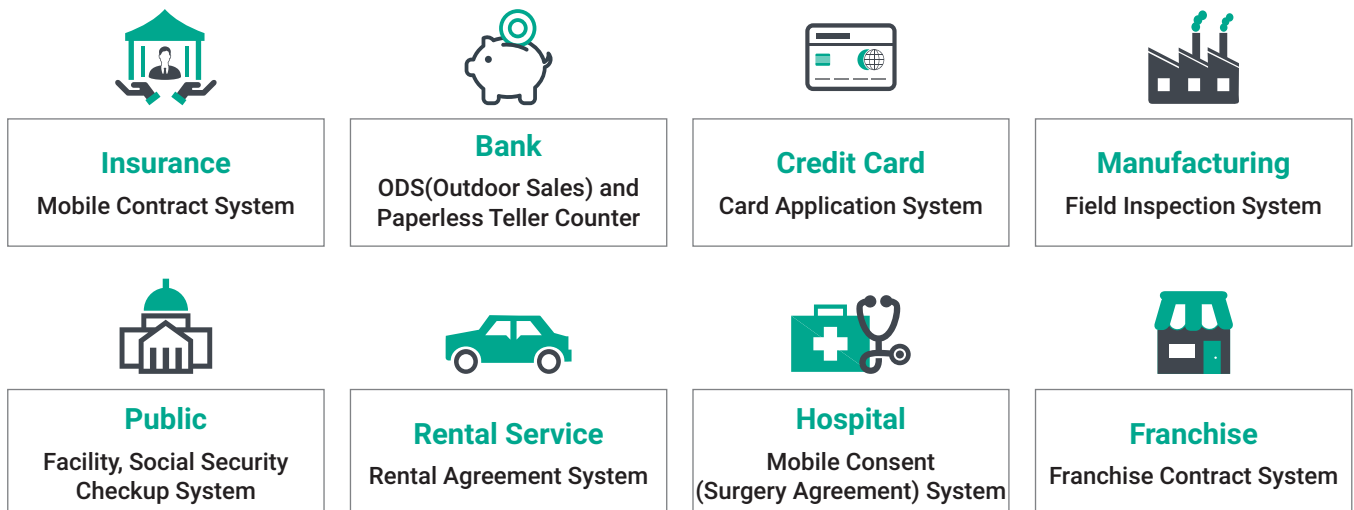 Insurance
Mobile Contract System
Bank
ODS(Outdoor Sales) and
Paperless Teller Counter
Credit Card
Card Application System
Manufacturing
Field Inspection System
Public
Facility, Social Security
Checkup System
Rental Service
Rental Agreement System
Hospital
Mobile Consent
(Surgery Agreement) System
Franchise
Franchise Contract System